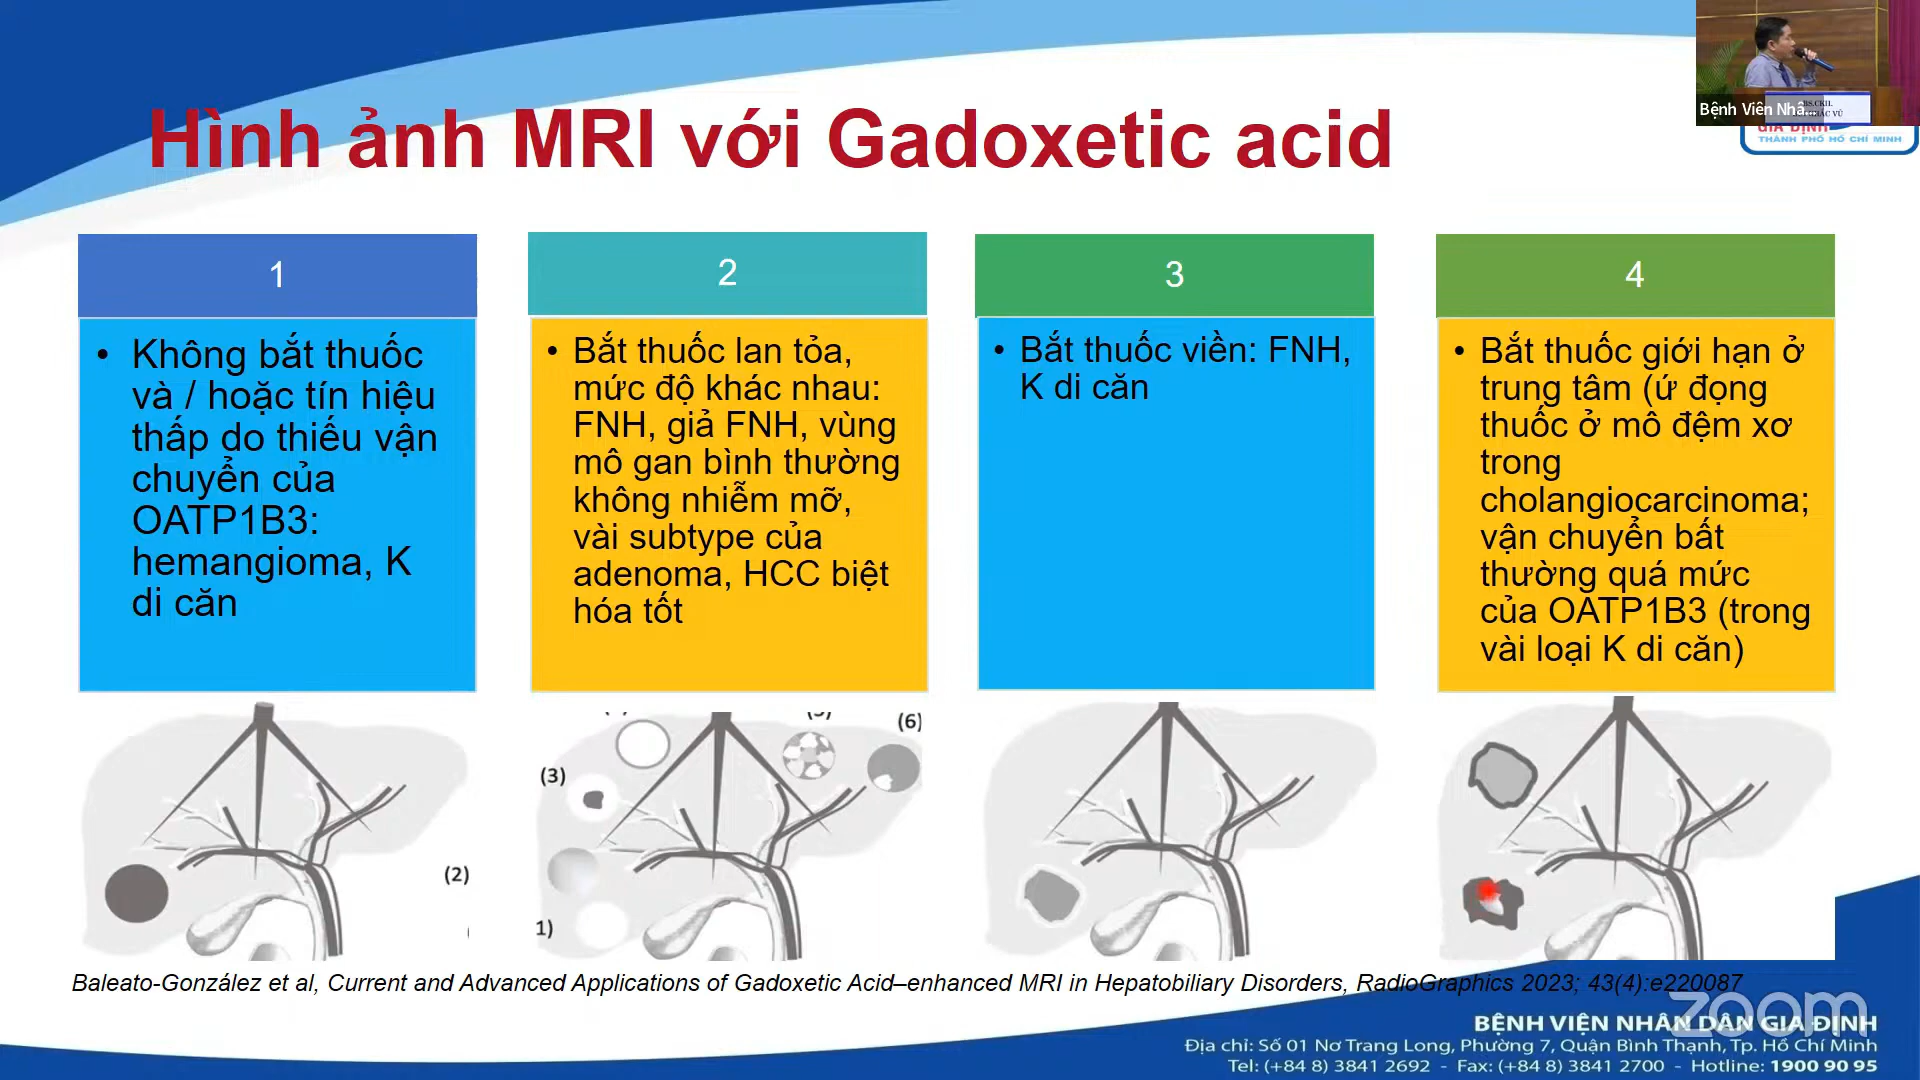 Hình ảnh MRI với Gadoxetic acid
Bệnh Viên Nhâ...
BS.CKII.
GIA ĐỊNH
THÀNH PHỐ HỒ CHÍ MINH
1
• Không bắt thuốc
và / hoặc tín hiệu
thấp do thiếu vận
chuyển của
OATP1B3:
hemangioma, K
di căn
2
• Bắt thuốc lan tỏa,
mức độ khác nhau:
FNH, giả FNH, vùng
mô gan bình thường
không nhiễm mỡ,
vài subtype của
adenoma, HCC biệt
hóa tốt
3
• Bắt thuốc viền: FNH,
K di căn
4
• Bắt thuốc giới hạn ở
trung tâm (ứ đọng
thuốc ở mô đệm xơ
trong
cholangiocarcinoma;
vận chuyển bất
thường quá mức
của OATP1B3 (trong
vài loại K di căn)
(2)
(3)
(6)
1)
Baleato-González et al, Current and Advanced Applications of Gadoxetic Acid–enhanced MRI in Hepatobiliary Disorders, RadioGraphics 2023; 43(4):e220087
zoom
BỆNH VIỆN NHÂN DÂN GIA ĐỊNH
Địa chỉ: Số 01 Nơ Trang Long, Phường 7, Quận Bình Thạnh, Tp. Hồ Chí Minh
Tel: (+84 8) 3841 2692 - Fax: (+84 8) 3841 2700 - Hotline: 1900 90 95